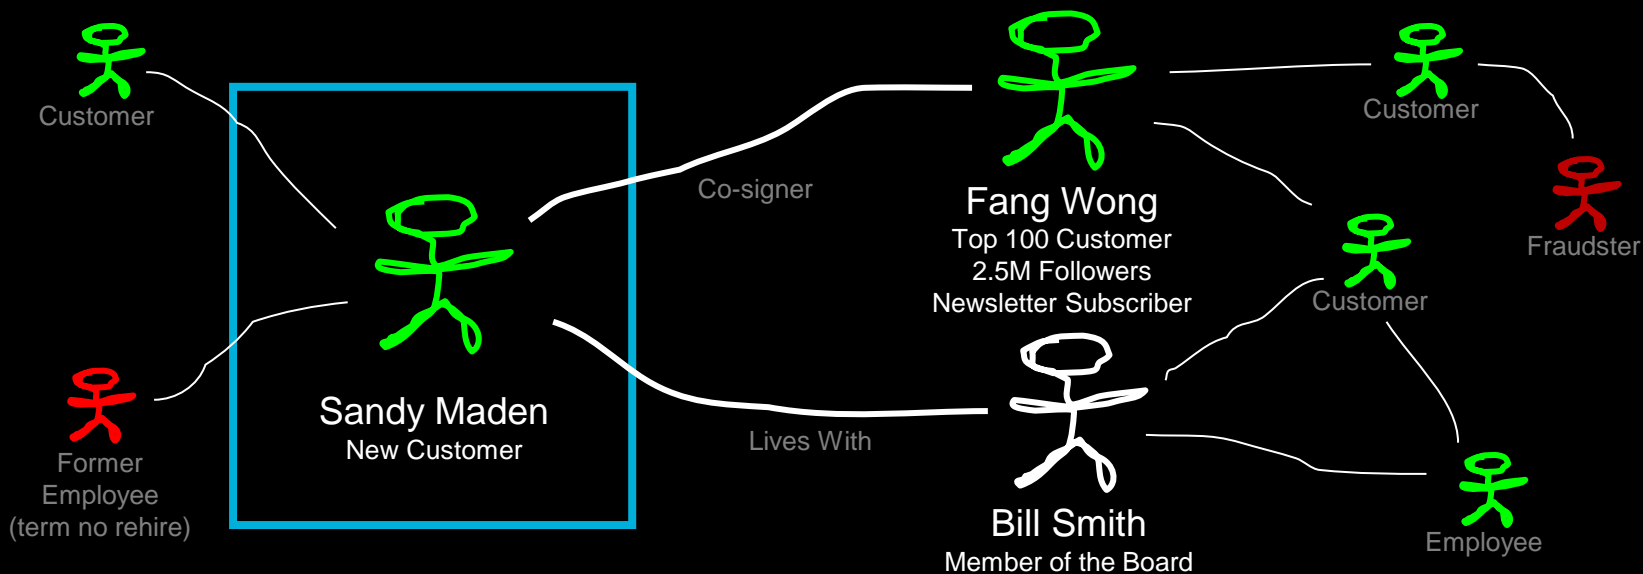 Customer
Former
Employee
(term no rehire)
Sandy Maden
New Customer
Co-signer
Lives With
Fang Wong
Top 100 Customer
2.5M Followers
Newsletter Subscriber
Bill Smith
Member of the Board
Customer
Fraudster
Customer
Employee